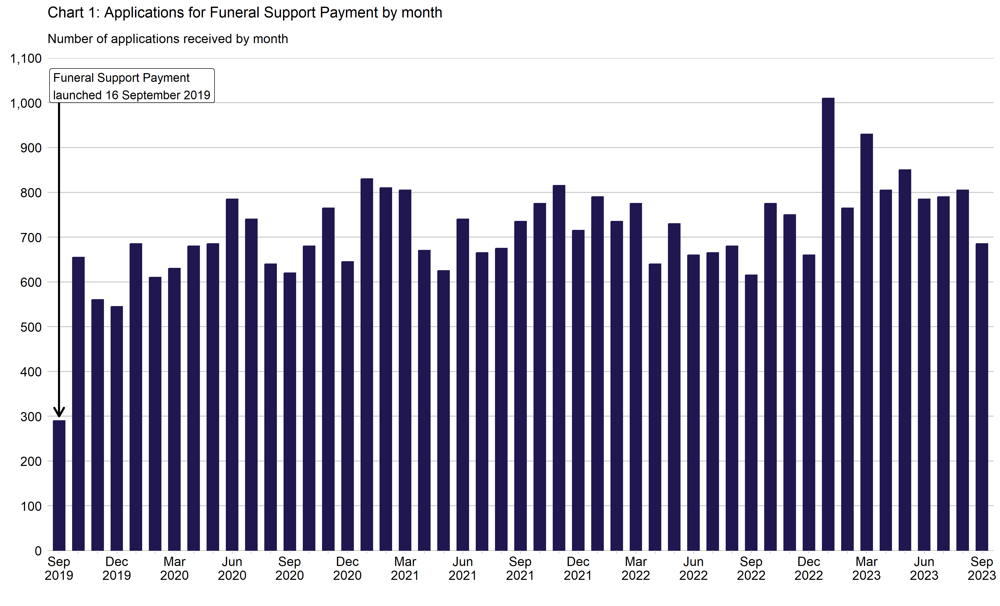 Chart 1: Applications for Funeral Support Payment by month
Number of applications received by month
1,100
Funeral Support Payment
launched 16 September 2019
1,000
900
800
700
600
500
400
300
200
100
0
Sep Dec Mar Jun Sep Dec Mar Jun Sep Dec Mar Jun Sep Dec Mar Jun Sep
2019 2019 2020 2020 2020 2020 2021 2021 2021 2021 2022 2022 2022 2022 2023 2023 2023